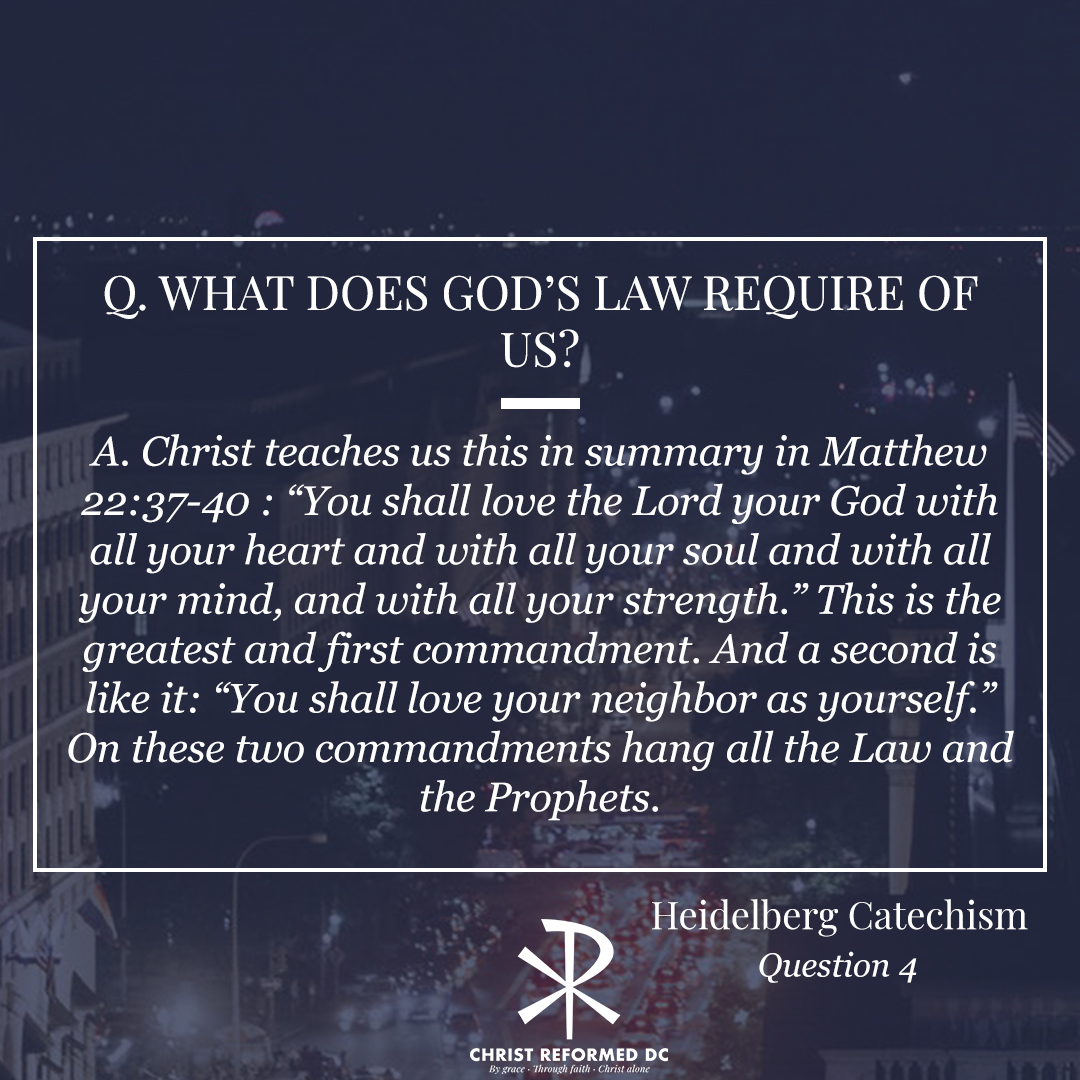 Q. WHAT DOES GOD’S LAW REQUIRE OF
US?
A. Christ teaches us this in summary in Matthew
22:37-40 : “You shall love the Lord your God with
all your heart and with all your soul and with all
your mind, and with all your strength.” This is the
greatest and first commandment. And a second is
like it: “You shall love your neighbor as yourself.”
On these two commandments hang all the Law and
the Prophets.
Heidelberg Catechism
Question 4
CHRIST REFORMED DC
By grace · Through faith · Christ alone